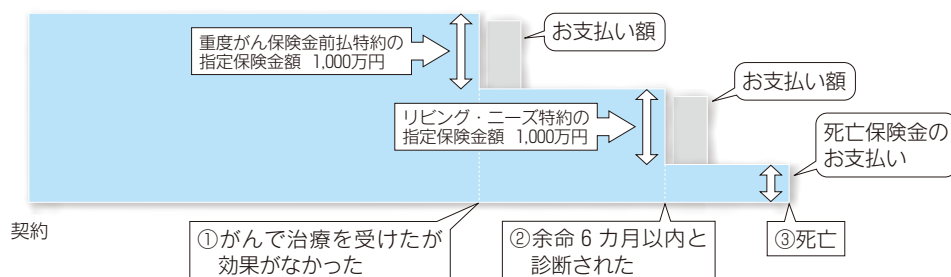 重度がん保険金前払特約の
指定保険金額 1,000万円
お支払い額
リビング・ニーズ特約の
指定保険金額 1,000万円
お支払い額
死亡保険金の
お支払い
契約
①がんで治療を受けたが
効果がなかった
②余命6カ月以内と
診断された
③死亡